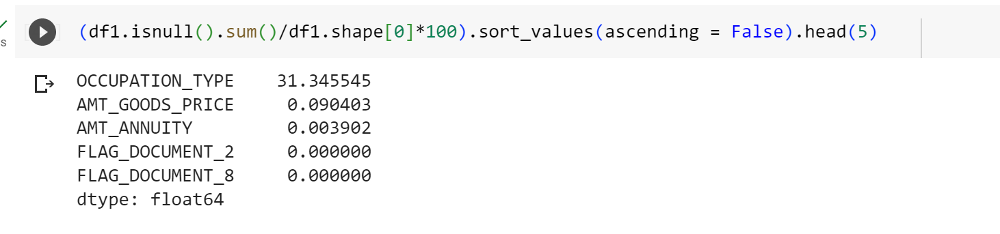 (df1.isnull().sum()/df1.shape[0]*100).sort_values(ascending = False).head(5)
s
OCCUPATION_TYPE    31.345545
AMT_GOODS_PRICE     0.090403
AMT_ANNUITY         0.003902
FLAG_DOCUMENT_2     0.000000
FLAG_DOCUMENT_8     0.000000
dtype: float64